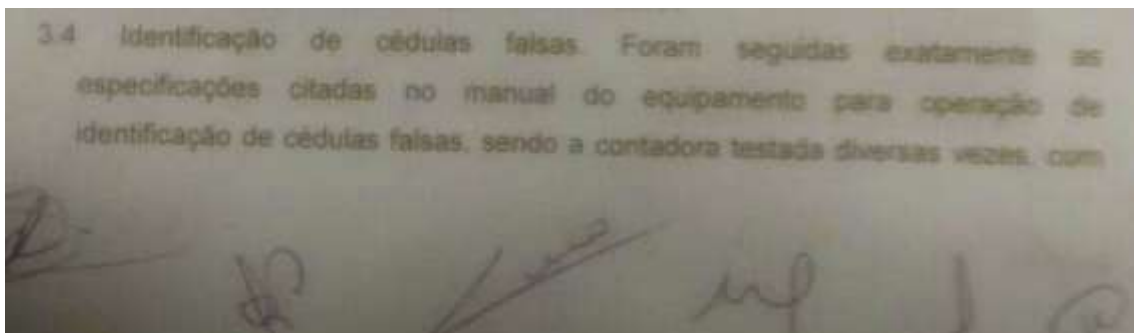 3.4 Identificação de cédulas falsas. Foram seguidas exatamente as
especificações citadas no manual do equipamento para operação de
identificação de cédulas falsas, sendo a contadora testada diversas vezes, com